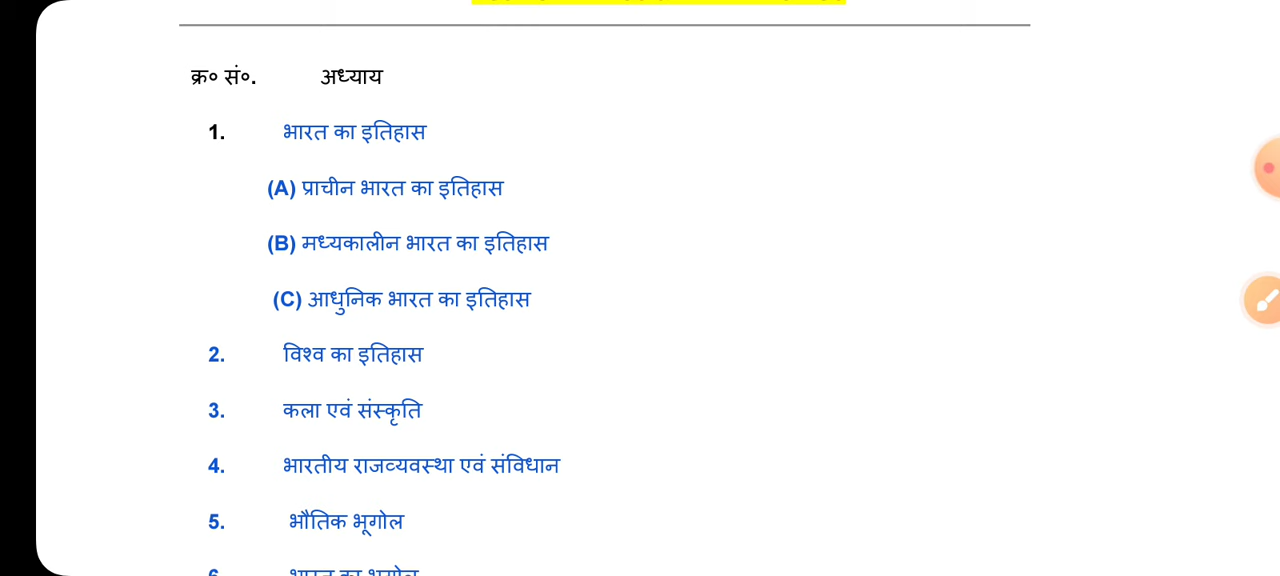 क्र० सं०. अध्याय
1. भारत का इतिहास
(A) प्राचीन भारत का इतिहास
(B) मध्यकालीन भारत का इतिहास
(C) आधुनिक भारत का इतिहास
2. विश्व का इतिहास
3. कला एवं संस्कृति
4. भारतीय राजव्यवस्था एवं संविधान
5. भौतिक भूगोल